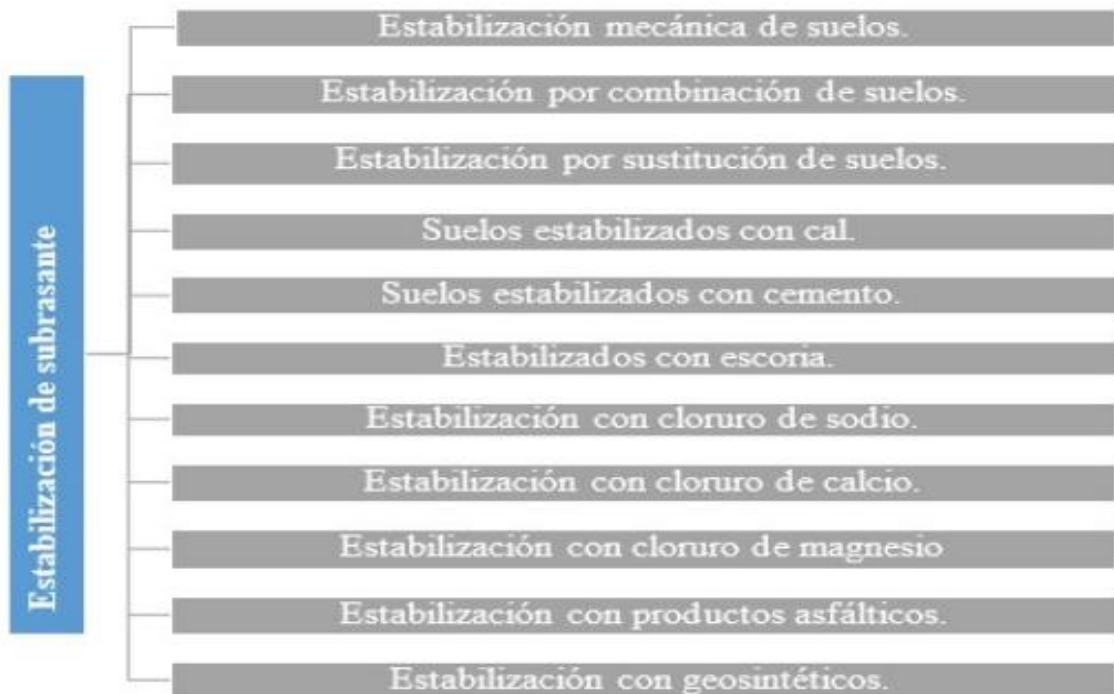 Estabilización de subrasante
Estabilización mecánica de suelos.
Estabilización por combinación de suelos.
Estabilización por sustitución de suelos.
Suelos estabilizados con cal.
Suelos estabilizados con cemento.
Estabilizados con escoria.
Estabilización con cloruro de sodio.
Estabilización con cloruro de calcio.
Estabilización con cloruro de magnesio
Estabilización con productos asfálticos.
Estabilización con geosintéticos.